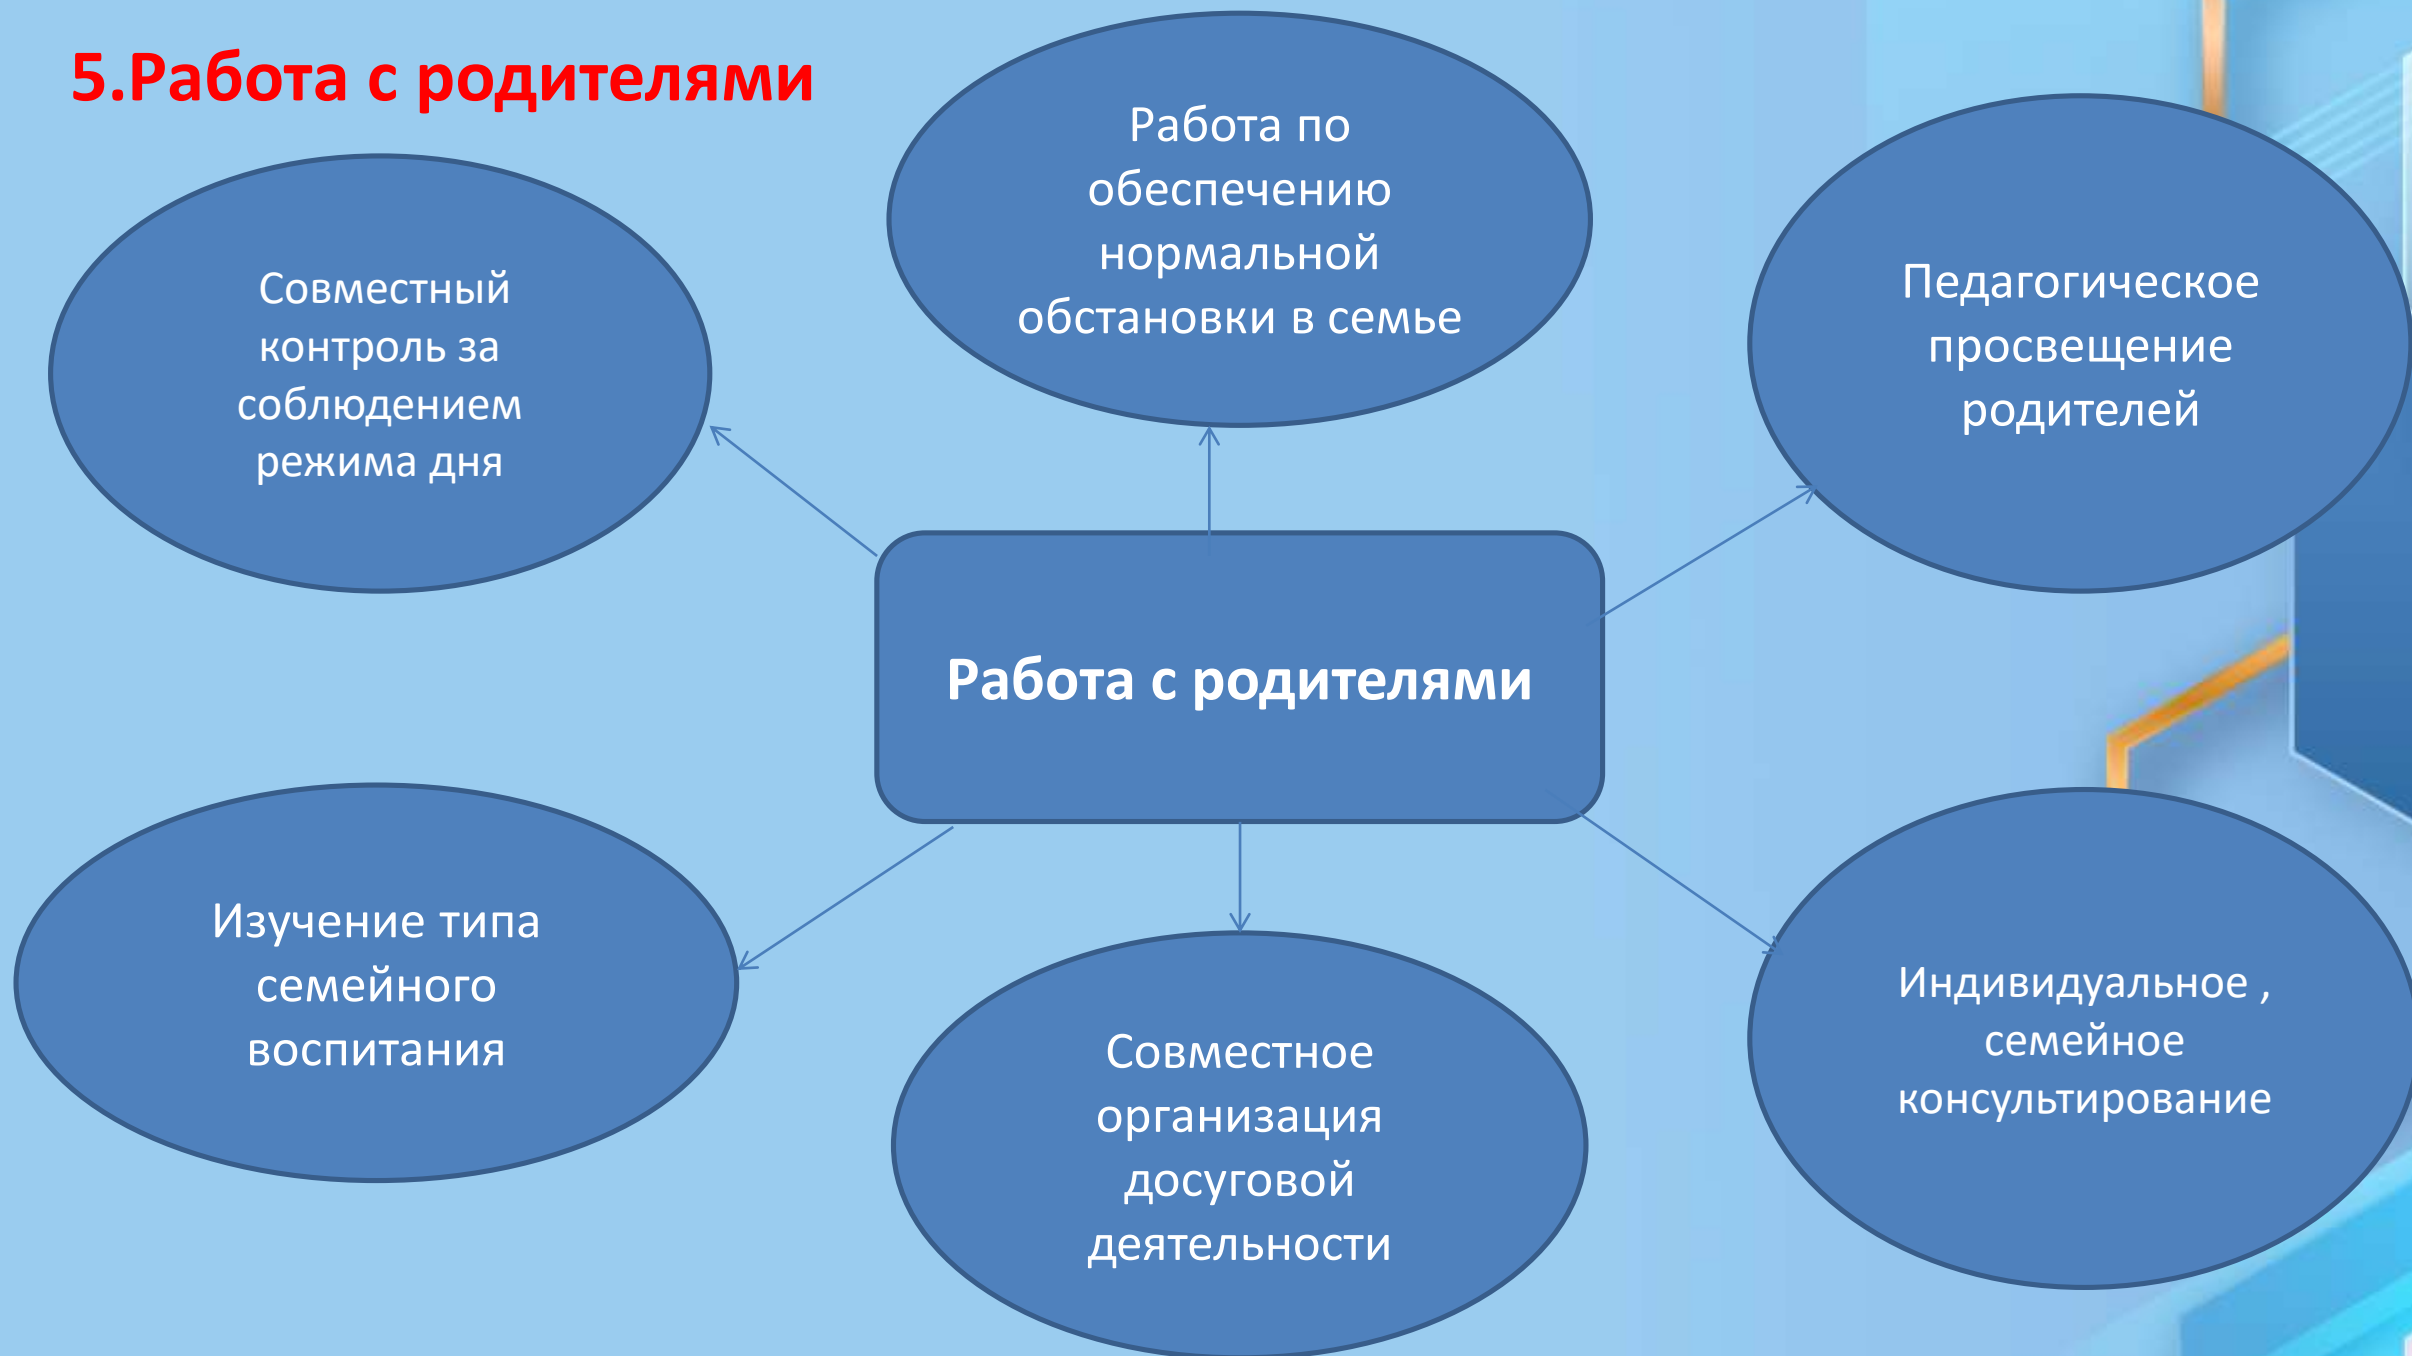 5.Работа с родителями
Работа по
обеспечению
нормальной
обстановки в семье
Совместный
контроль за
соблюдением
режима дня
Педагогическое
просвещение
родителей
Работа с родителями
Изучение типа
семейного
воспитания
Совместное
организация
досуговой
деятельности
Индивидуальное ,
семейное
консультирование